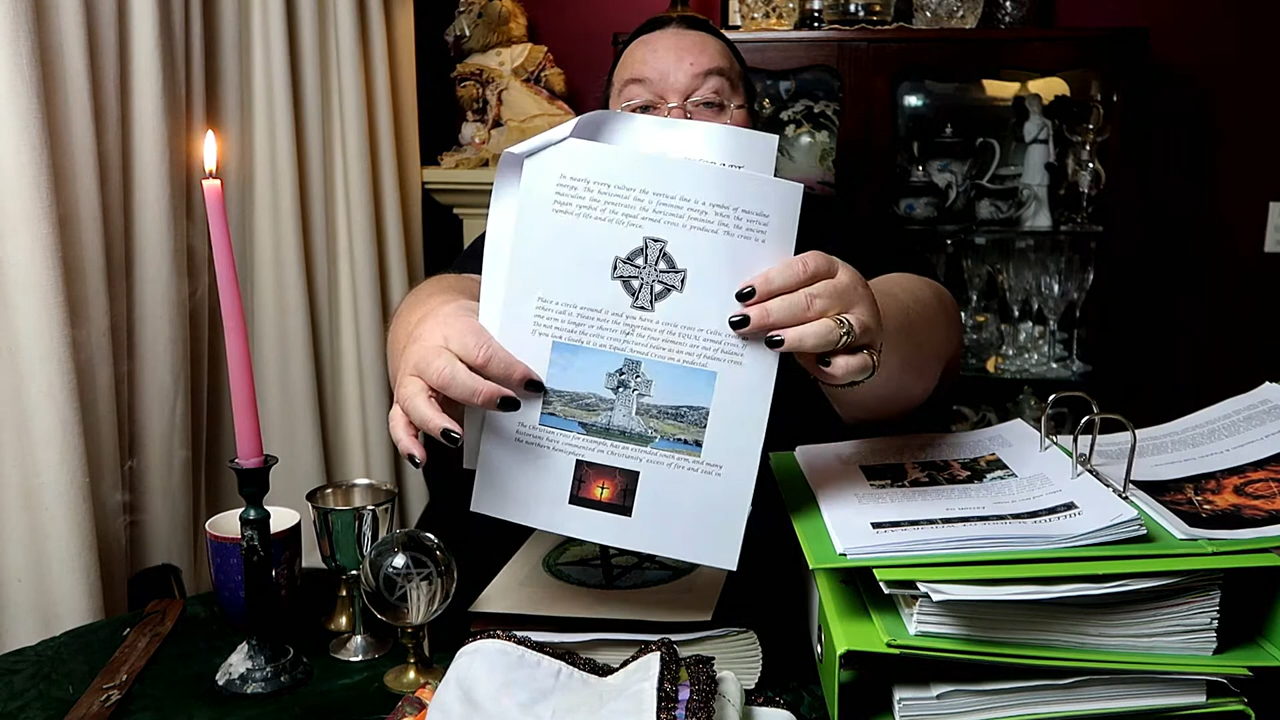 In nearly every culture the vertical line is a symbol of masculine
energy. The horizontal line is feminine energy. When the vertical
masculine line penetrates the horizontal feminine line, the ancient
pagan symbol of the equal armed cross is produced. This cross is a
symbol of life and of life force.
Place a circle around it and you have a circle cross or Celtic cross as
others call it. Please note the importance of the EQUAL armed cross. If
one arm is longer or shorter than the four elements are out of balance.
Do not mistake the celtic cross pictured below as an out of balance cross.
If you look closely it is an Equal Armed Cross on a pedestal.
The Christian cross for example, has an extended south arm, and many
historians have commented on Christianity' excess of fire and zeal in
the northern hemisphere.